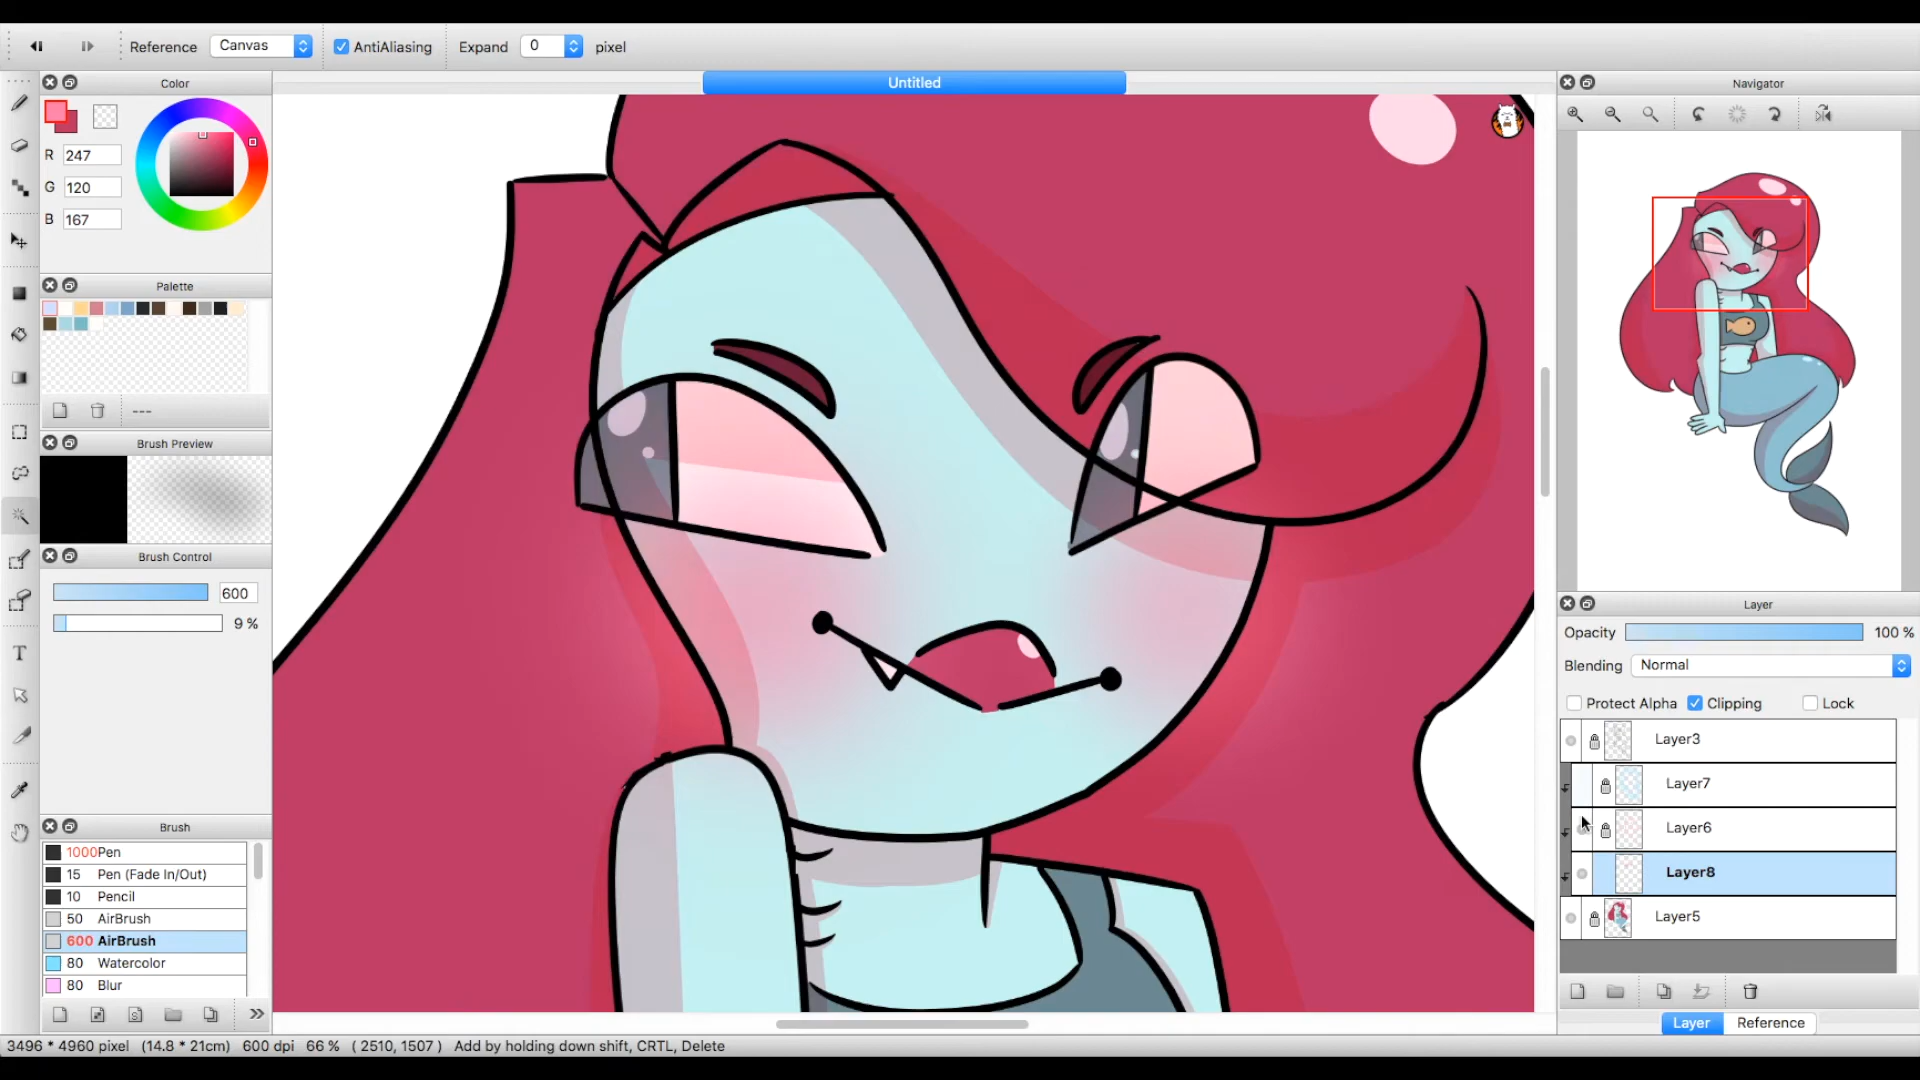 Reference Canvas AntiAliasing Expand 0 pixel
Color
Untitled
Navigator
R 247
G 120
B 167
Palette
---
Brush Preview
Brush Control
600
9 %
Layer
Opacity 100 %
Blending Normal
Protect Alpha Clipping Lock
Layer3
Layer7
Layer6
Layer8
Layer5
Brush
1000Pen
15 Pen (Fade In/Out)
10 Pencil
50 AirBrush
600 AirBrush
80 Watercolor
80 Blur
Layer Reference
3496 * 4960 pixel (14.8 * 21cm) 600 dpi 66 % ( 2510, 1507 ) Add by holding down shift, CRTL, Delete